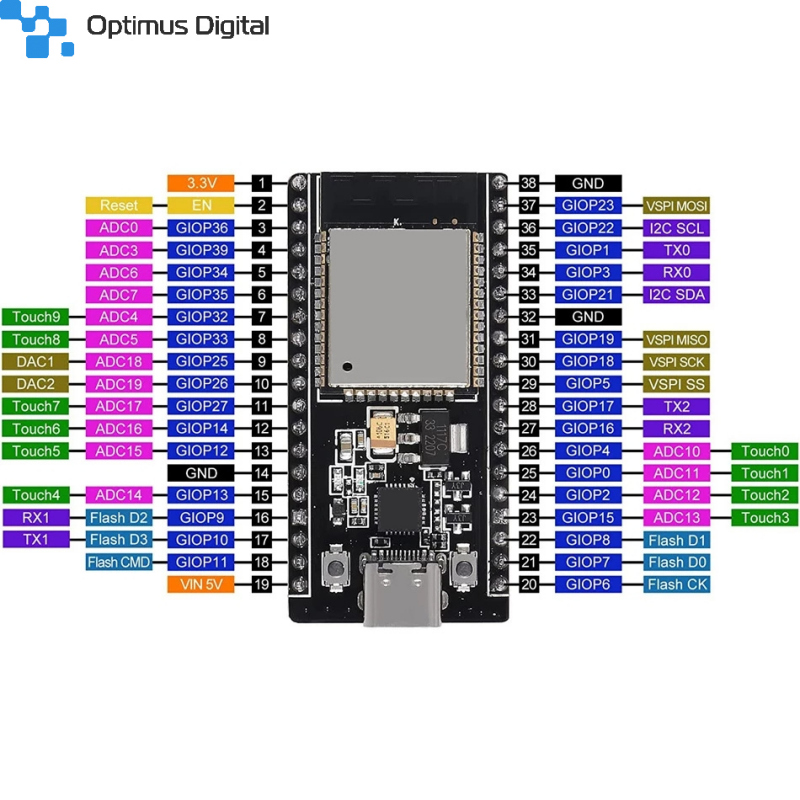 Optimus Digital
3.3V 1 38 GND
Reset EN 2 37 GIOP23 VSPI MOSI
ADC0 GIOP36 3 36 GIOP22 I2C SCL
ADC3 GIOP39 4 35 GIOP1 TX0
ADC6 GIOP34 5 34 GIOP3 RX0
ADC7 GIOP35 6 33 GIOP21 I2C SDA
Touch9 ADC4 GIOP32 7 32 GND
Touch8 ADC5 GIOP33 8 31 GIOP19 VSPI MISO
DAC1 ADC18 GIOP25 9 30 GIOP18 VSPI SCK
DAC2 ADC19 GIOP26 10 29 GIOP5 VSPI SS
Touch7 ADC17 GIOP27 11 28 GIOP17 TX2
Touch6 ADC16 GIOP14 12 27 GIOP16 RX2
Touch5 ADC15 GIOP12 13 26 GIOP4 ADC10 Touch0
GND 14 25 GIOP0 ADC11 Touch1
Touch4 ADC14 GIOP13 15 24 GIOP2 ADC12 Touch2
RX1 Flash D2 GIOP9 16 23 GIOP15 ADC13 Touch3
TX1 Flash D3 GIOP10 17 22 GIOP8 Flash D1
Flash CMD GIOP11 18 21 GIOP7 Flash D0
VIN 5V 19 20 GIOP6 Flash CK
1117C
33 2207